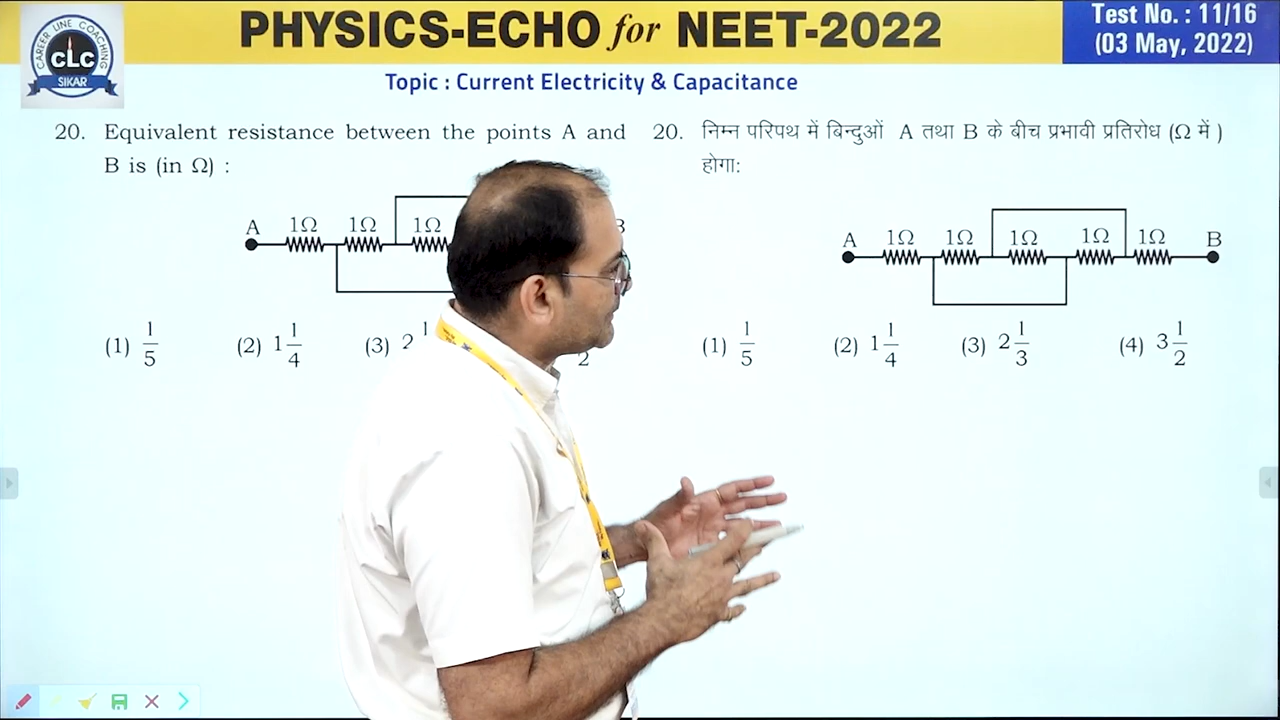 CAREER LINE COACHING
CLC
SIKAR
PHYSICS-ECHO for NEET-2022
Test No. : 11/16
(03 May, 2022)
Topic : Current Electricity & Capacitance
20. Equivalent resistance between the points A and
B is (in Ω) :
A 1Ω 1Ω 1Ω
(1) 1/5 (2) 1 1/4 (3) 2 2
20. निम्न परिपथ में बिन्दुओं A तथा B के बीच प्रभावी प्रतिरोध (Ω में )
होगा:
A 1Ω 1Ω 1Ω 1Ω 1Ω B
(1) 1/5 (2) 1 1/4 (3) 2 1/3 (4) 3 1/2